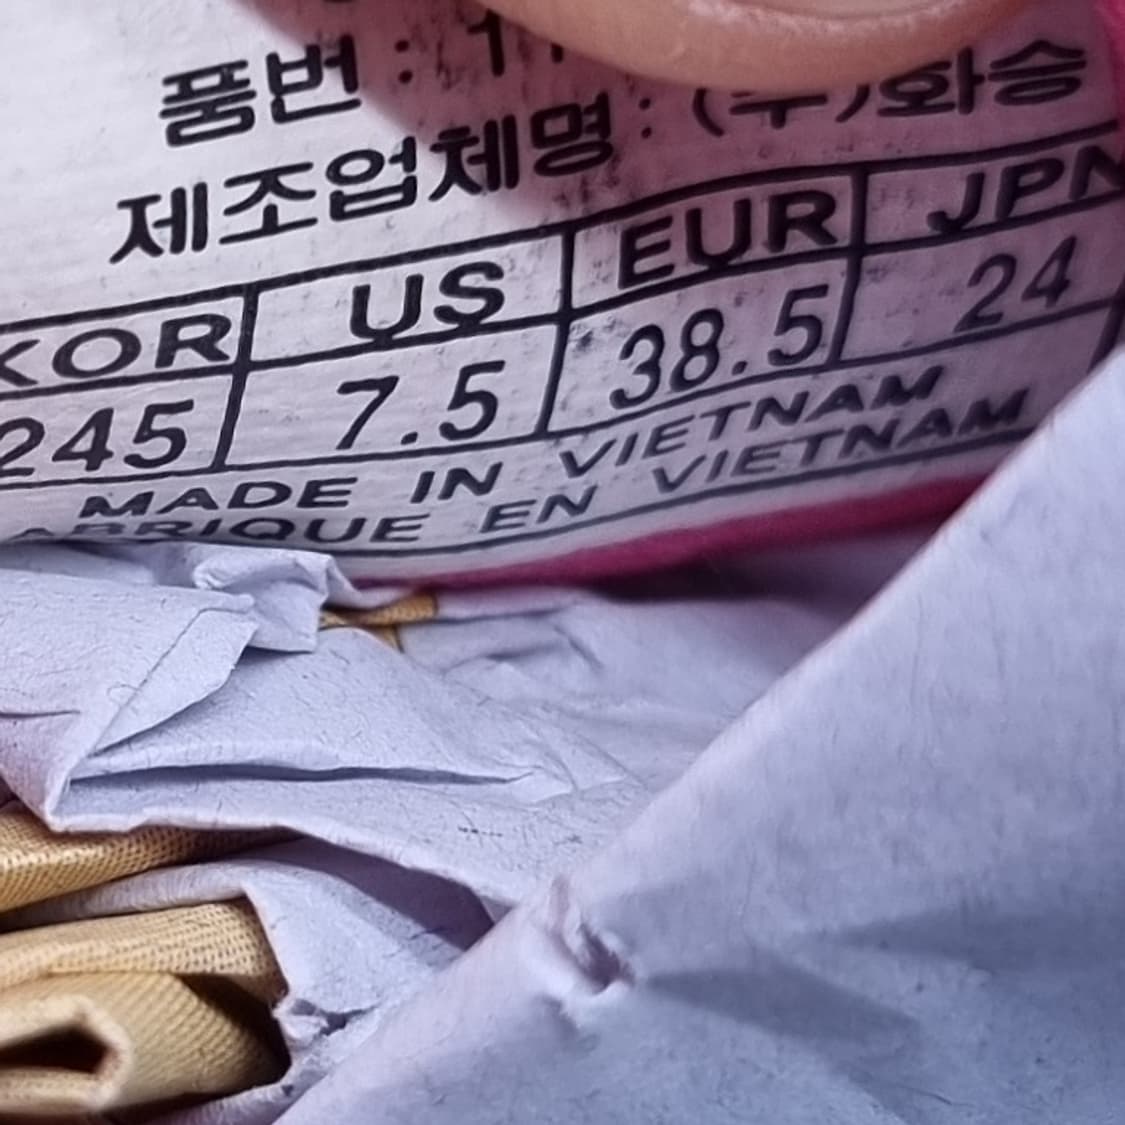 품번 :
제조업체명 : (주)화승
KOR US EUR JPN
245 7.5 38.5 24
MADE IN VIETNAM
FABRIQUE EN VIETNAM